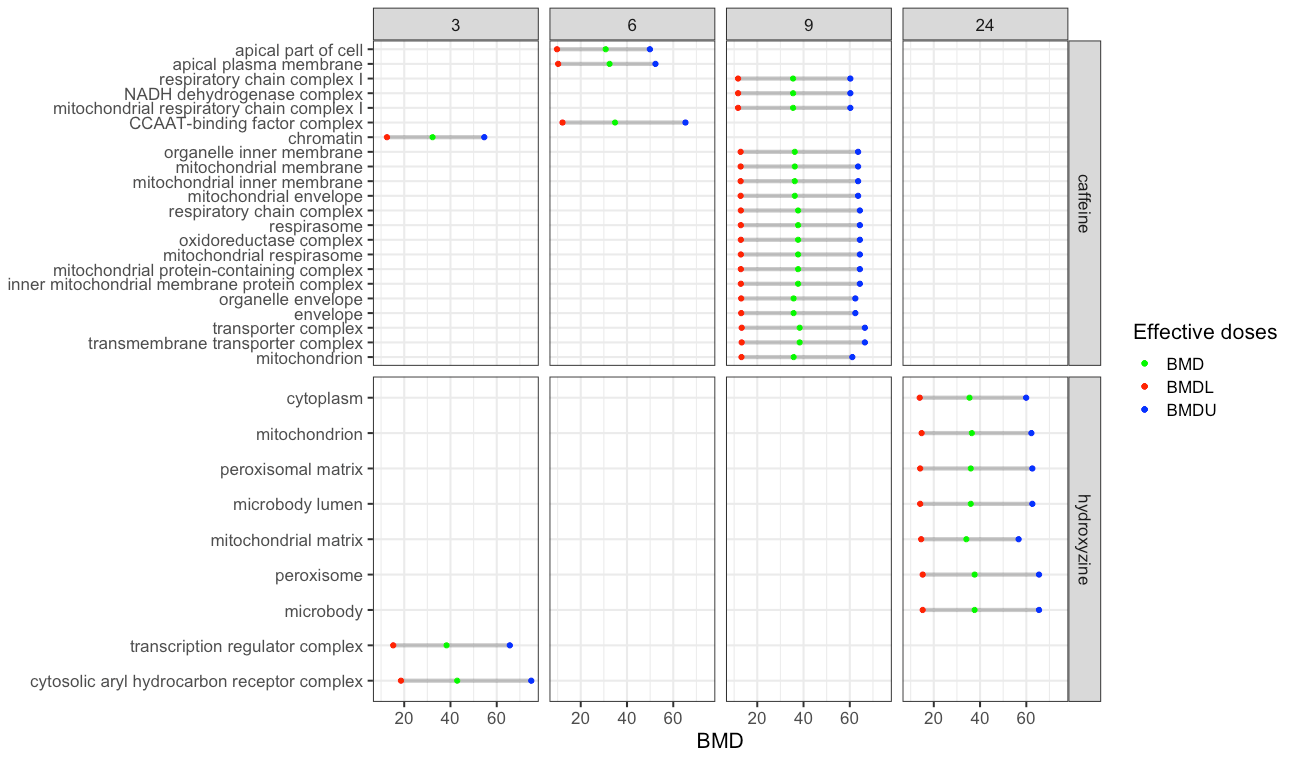 3
6
9
24
apical part of cell
apical plasma membrane
respiratory chain complex I
NADH dehydrogenase complex
mitochondrial respiratory chain complex I
CCAAT-binding factor complex
chromatin
organelle inner membrane
mitochondrial membrane
mitochondrial inner membrane
mitochondrial envelope
respiratory chain complex
respirasome
oxidoreductase complex
mitochondrial respirasome
mitochondrial protein-containing complex
inner mitochondrial membrane protein complex
organelle envelope
envelope
transporter complex
transmembrane transporter complex
mitochondrion
caffeine
cytoplasm
mitochondrion
peroxisomal matrix
microbody lumen
mitochondrial matrix
peroxisome
microbody
transcription regulator complex
cytosolic aryl hydrocarbon receptor complex
hydroxyzine
20 40 60
20 40 60
20 40 60
20 40 60
BMD
Effective doses
BMD
BMDL
BMDU